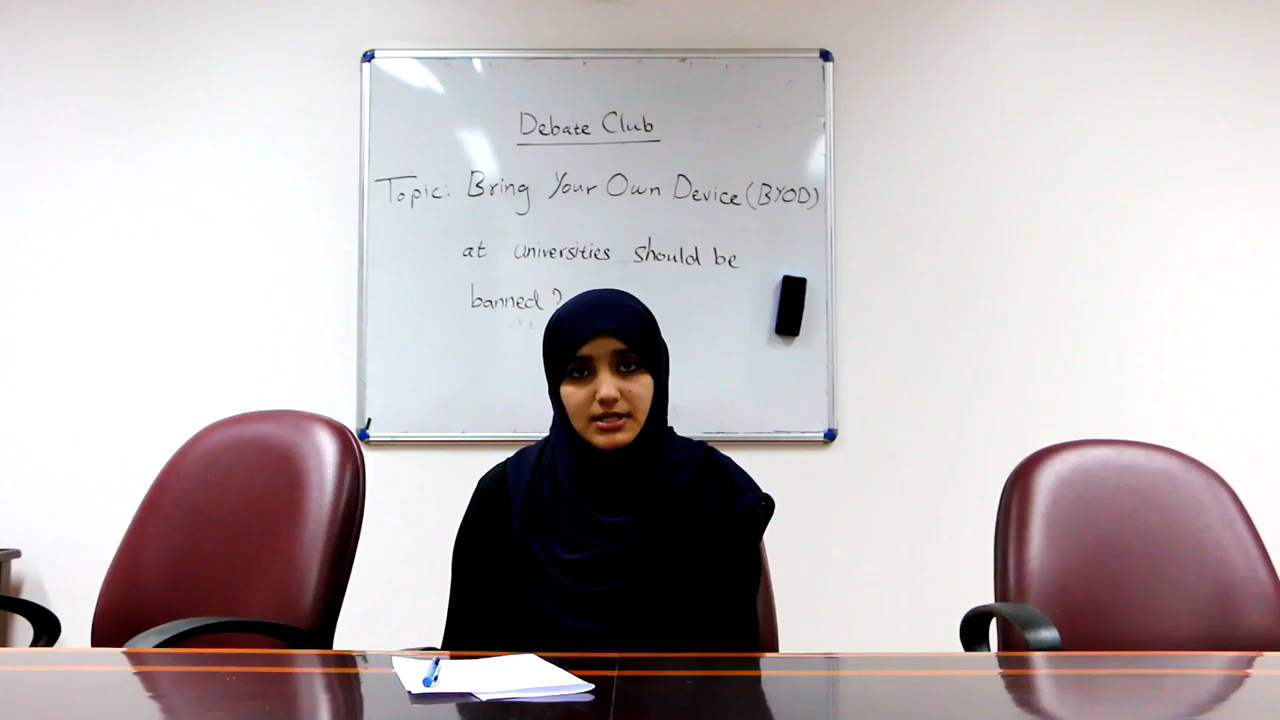 Debate Club
Topic: Bring Your Own Device (BYOD)
at universities should be
banned?